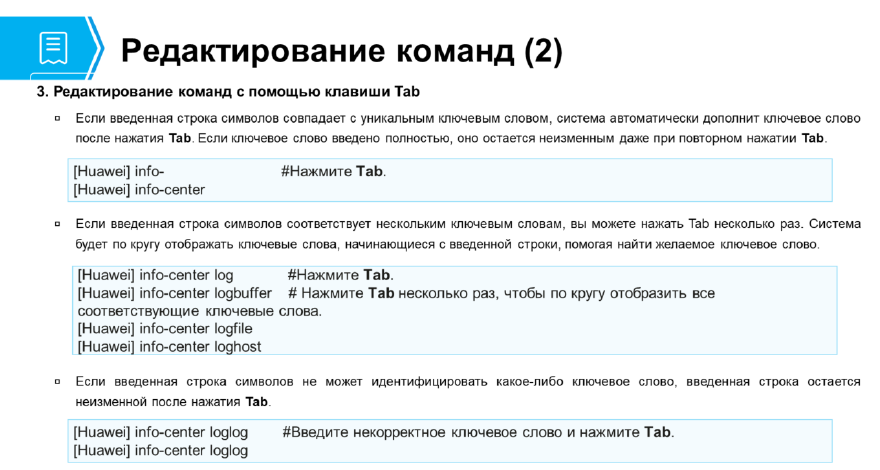 Редактирование команд (2)
3. Редактирование команд с помощью клавиши Tab
▫ Если введенная строка символов совпадает с уникальным ключевым словом, система автоматически дополнит ключевое слово
после нажатия Tab. Если ключевое слово введено полностью, оно остается неизменным даже при повторном нажатии Tab.
[Huawei] info- #Нажмите Tab.
[Huawei] info-center
▫ Если введенная строка символов соответствует нескольким ключевым словам, вы можете нажать Tab несколько раз. Система
будет по кругу отображать ключевые слова, начинающиеся с введенной строки, помогая найти желаемое ключевое слово.
[Huawei] info-center log #Нажмите Tab.
[Huawei] info-center logbuffer # Нажмите Tab несколько раз, чтобы по кругу отобразить все
соответствующие ключевые слова.
[Huawei] info-center logfile
[Huawei] info-center loghost
▫ Если введенная строка символов не может идентифицировать какое-либо ключевое слово, введенная строка остается
неизменной после нажатия Tab.
[Huawei] info-center loglog #Введите некорректное ключевое слово и нажмите Tab.
[Huawei] info-center loglog